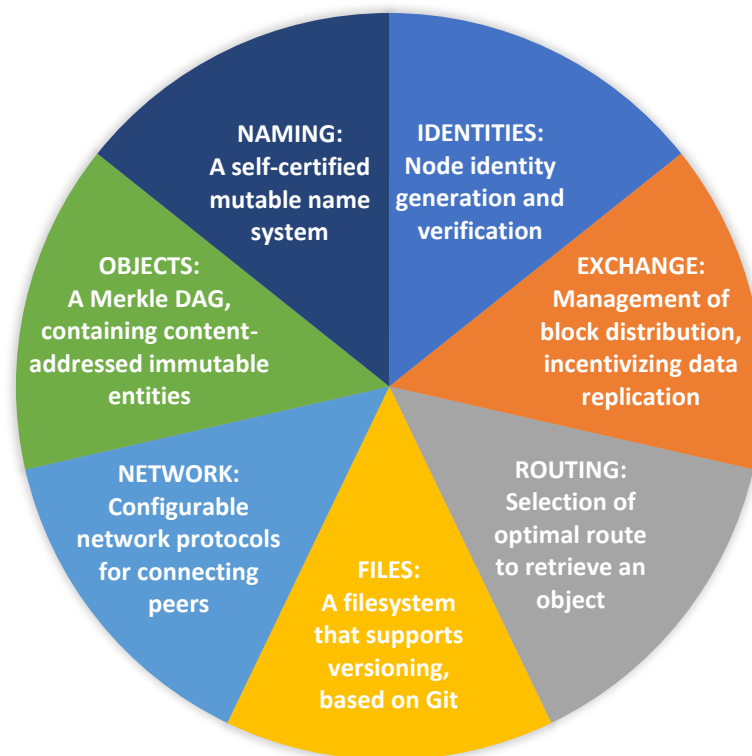 NAMING:
A self-certified
mutable name
system
IDENTITIES:
Node identity
generation and
verification
OBJECTS:
A Merkle DAG,
containing content-
addressed immutable
entities
EXCHANGE:
Management of
block distribution,
incentivizing data
replication
NETWORK:
Configurable
network protocols
for connecting
peers
ROUTING:
Selection of
optimal route
to retrieve an
object
FILES:
A filesystem
that supports
versioning,
based on Git